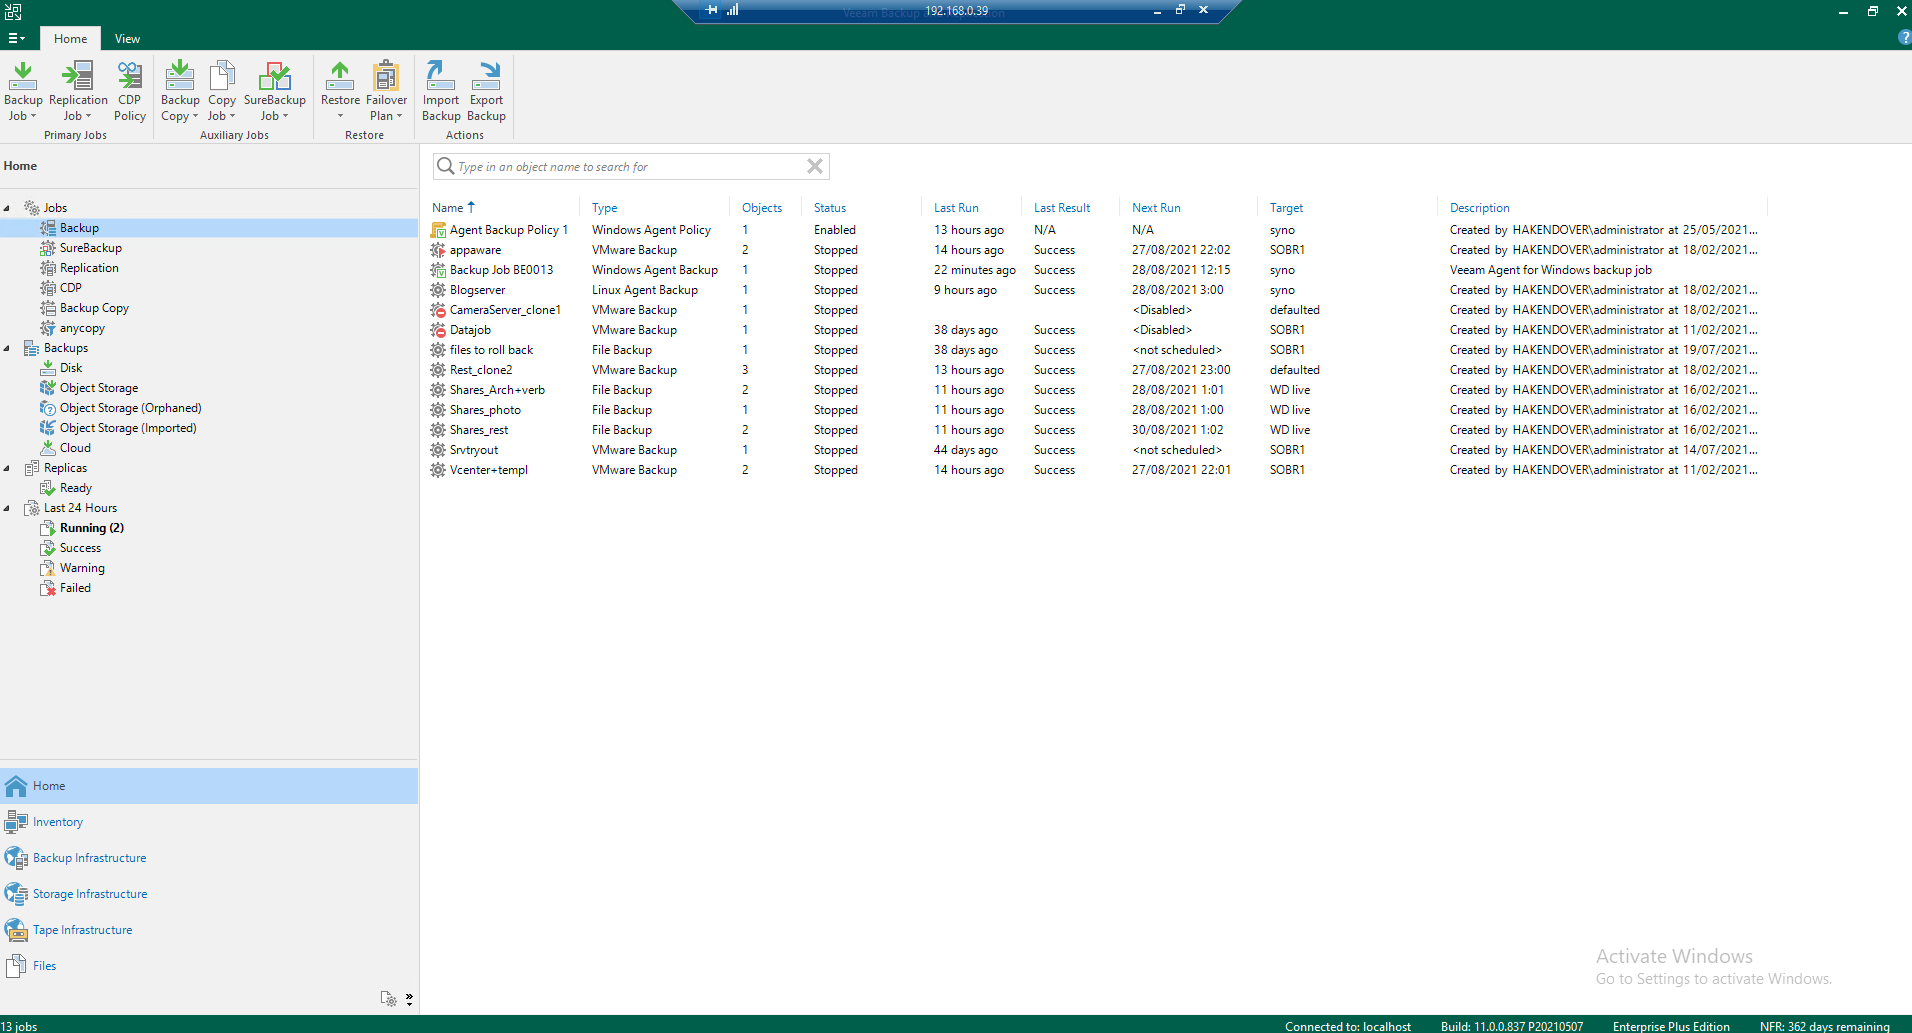 192.168.0.39
Veeam Backup and Replication
Home
View
Backup Job
Replication Job
CDP Policy
Primary Jobs
Backup Copy
Copy Job
SureBackup Job
Auxiliary Jobs
Restore
Failover Plan
Restore
Import Backup
Export Backup
Actions
Home
Jobs
Backup
SureBackup
Replication
CDP
Backup Copy
anycopy
Backups
Disk
Object Storage
Object Storage (Orphaned)
Object Storage (Imported)
Cloud
Replicas
Ready
Last 24 Hours
Running (2)
Success
Warning
Failed
Home
Inventory
Backup Infrastructure
Storage Infrastructure
Tape Infrastructure
Files
Type in an object name to search for
Name Type Objects Status Last Run Last Result Next Run Target Description
Agent Backup Policy 1 Windows Agent Policy 1 Enabled 13 hours ago N/A N/A syno Created by HAKENDOVER\administrator at 25/05/2021...
appaware VMware Backup 2 Stopped 14 hours ago Success 27/08/2021 22:02 SOBR1 Created by HAKENDOVER\administrator at 18/02/2021...
Backup Job BE0013 Windows Agent Backup 1 Stopped 22 minutes ago Success 28/08/2021 12:15 syno Veeam Agent for Windows backup job
Blogserver Linux Agent Backup 1 Stopped 9 hours ago Success 28/08/2021 3:00 syno Created by HAKENDOVER\administrator at 18/02/2021...
CameraServer_clone1 VMware Backup 1 Stopped <Disabled> defaulted Created by HAKENDOVER\administrator at 18/02/2021...
Datajob VMware Backup 1 Stopped 38 days ago Success <Disabled> SOBR1 Created by HAKENDOVER\administrator at 11/02/2021...
files to roll back File Backup 1 Stopped 38 days ago Success <not scheduled> SOBR1 Created by HAKENDOVER\administrator at 19/07/2021...
Rest_clone2 VMware Backup 3 Stopped 13 hours ago Success 27/08/2021 23:00 defaulted Created by HAKENDOVER\administrator at 18/02/2021...
Shares_Arch+verb File Backup 2 Stopped 11 hours ago Success 28/08/2021 1:01 WD live Created by HAKENDOVER\administrator at 16/02/2021...
Shares_photo File Backup 1 Stopped 11 hours ago Success 28/08/2021 1:00 WD live Created by HAKENDOVER\administrator at 16/02/2021...
Shares_rest File Backup 2 Stopped 11 hours ago Success 30/08/2021 1:02 WD live Created by HAKENDOVER\administrator at 16/02/2021...
Srvtryout VMware Backup 1 Stopped 44 days ago Success <not scheduled> SOBR1 Created by HAKENDOVER\administrator at 14/07/2021...
Vcenter+templ VMware Backup 2 Stopped 14 hours ago Success 27/08/2021 22:01 SOBR1 Created by HAKENDOVER\administrator at 11/02/2021...
Activate Windows
Go to Settings to activate Windows.
13 jobs
Connected to: localhost
Build: 11.0.0.837 P20210507
Enterprise Plus Edition
NFR: 362 days remaining